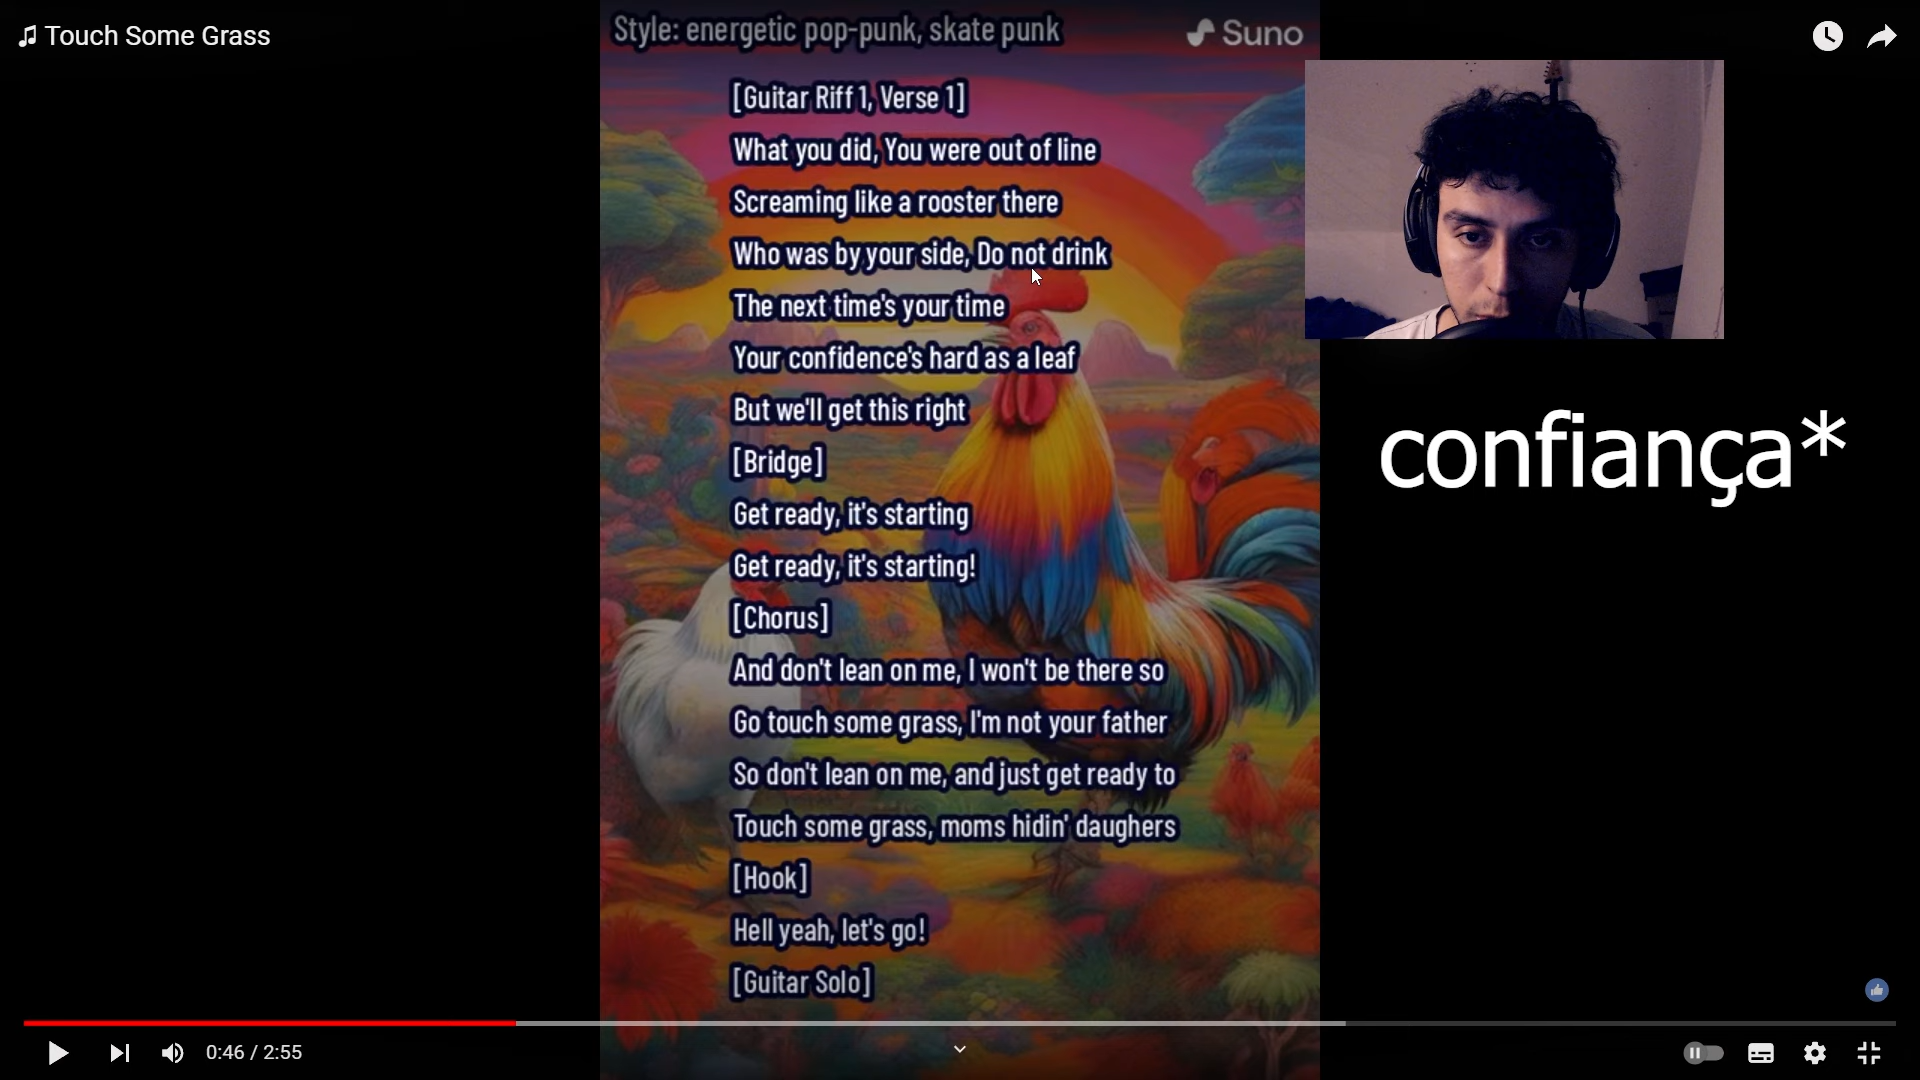 ♫ Touch Some Grass
Style: energetic pop-punk, skate punk
Suno
[Guitar Riff 1, Verse 1]
What you did, You were out of line
Screaming like a rooster there
Who was by your side, Do not drink
The next time's your time
Your confidence's hard as a leaf
But we'll get this right
[Bridge]
Get ready, it's starting
Get ready, it's starting!
[Chorus]
And don't lean on me, I won't be there so
Go touch some grass, I'm not your father
So don't lean on me, and just get ready to
Touch some grass, moms hidin' daughers
[Hook]
Hell yeah, let's go!
[Guitar Solo]
confiança*
0:46 / 2:55